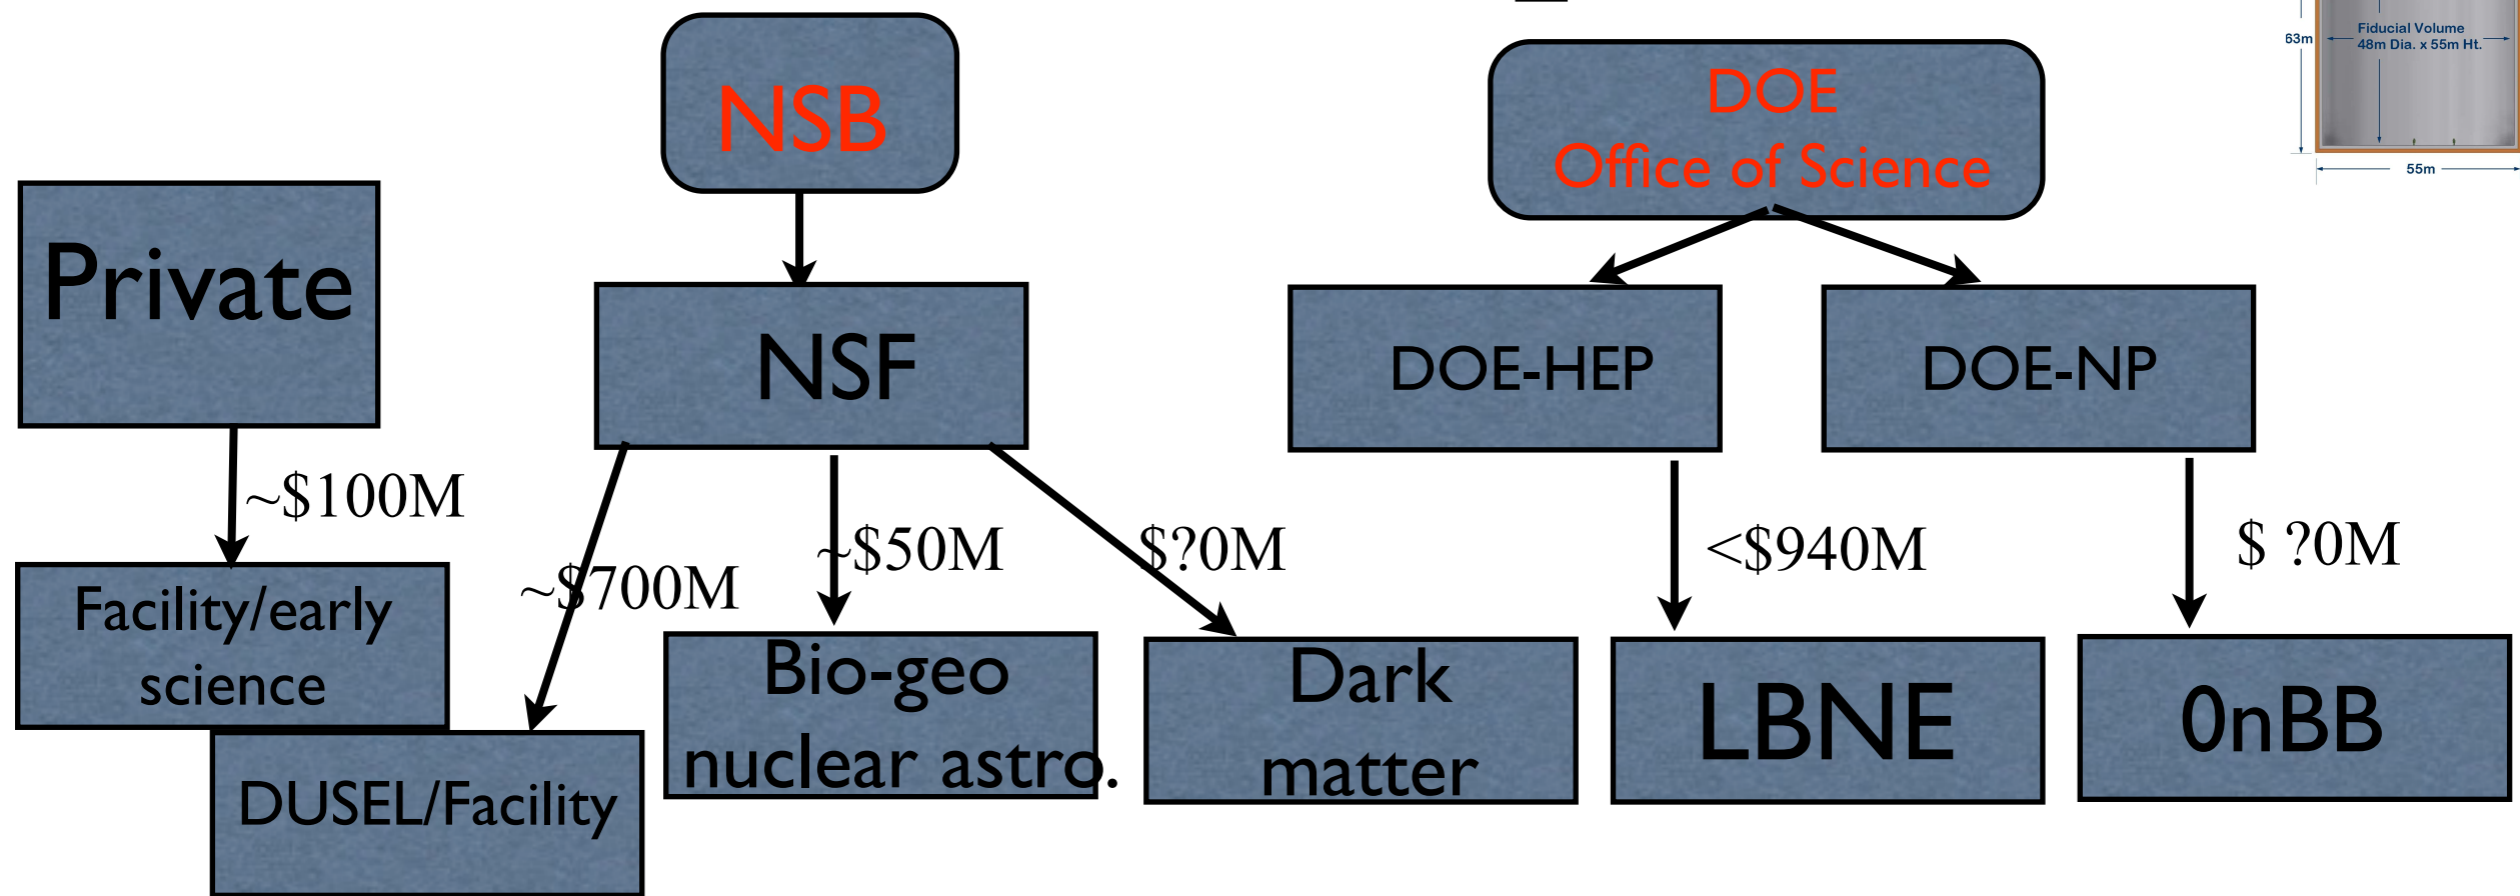 NSB
DOE
Office of Science
63m
Fiducial Volume
48m Dia. x 55m Ht.
55m
Private
NSF
DOE-HEP
DOE-NP
~$100M
~$700M
~$50M
$?0M
<$940M
$ ?0M
Facility/early
science
DUSEL/Facility
Bio-geo
nuclear astro.
Dark
matter
LBNE
0nBB